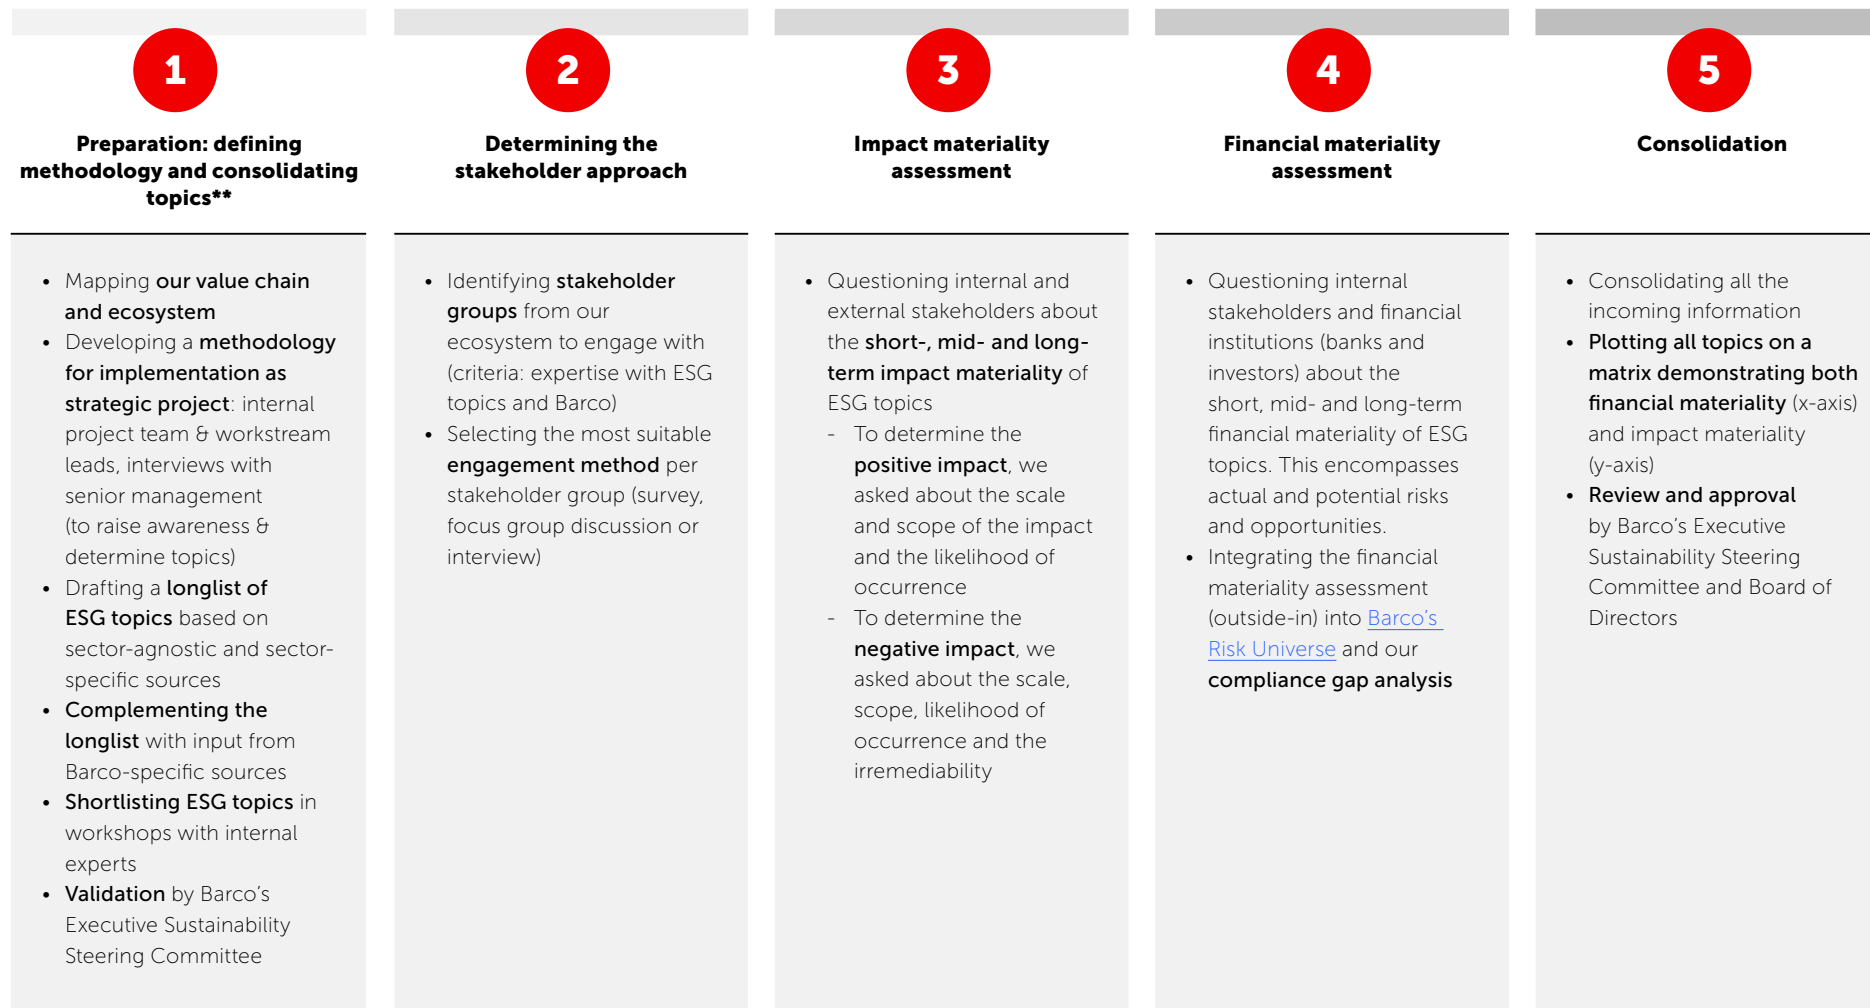 1
Preparation: defining
methodology and consolidating
topics**
• Mapping our value chain
and ecosystem
• Developing a methodology
for implementation as
strategic project: internal
project team & workstream
leads, interviews with
senior management
(to raise awareness &
determine topics)
• Drafting a longlist of
ESG topics based on
sector-agnostic and sector-
specific sources
• Complementing the
longlist with input from
Barco-specific sources
• Shortlisting ESG topics in
workshops with internal
experts
• Validation by Barco’s
Executive Sustainability
Steering Committee
2
Determining the
stakeholder approach
• Identifying stakeholder
groups from our
ecosystem to engage with
(criteria: expertise with ESG
topics and Barco)
• Selecting the most suitable
engagement method per
stakeholder group (survey,
focus group discussion or
interview)
3
Impact materiality
assessment
• Questioning internal and
external stakeholders about
the short-, mid- and long-
term impact materiality of
ESG topics
- To determine the
positive impact, we
asked about the scale
and scope of the impact
and the likelihood of
occurrence
- To determine the
negative impact, we
asked about the scale,
scope, likelihood of
occurrence and the
irremediability
4
Financial materiality
assessment
• Questioning internal
stakeholders and financial
institutions (banks and
investors) about the
short, mid- and long-term
financial materiality of ESG
topics. This encompasses
actual and potential risks
and opportunities.
• Integrating the financial
materiality assessment
(outside-in) into Barco’s
Risk Universe and our
compliance gap analysis
5
Consolidation
• Consolidating all the
incoming information
• Plotting all topics on a
matrix demonstrating both
financial materiality (x-axis)
and impact materiality
(y-axis)
• Review and approval
by Barco’s Executive
Sustainability Steering
Committee and Board of
Directors